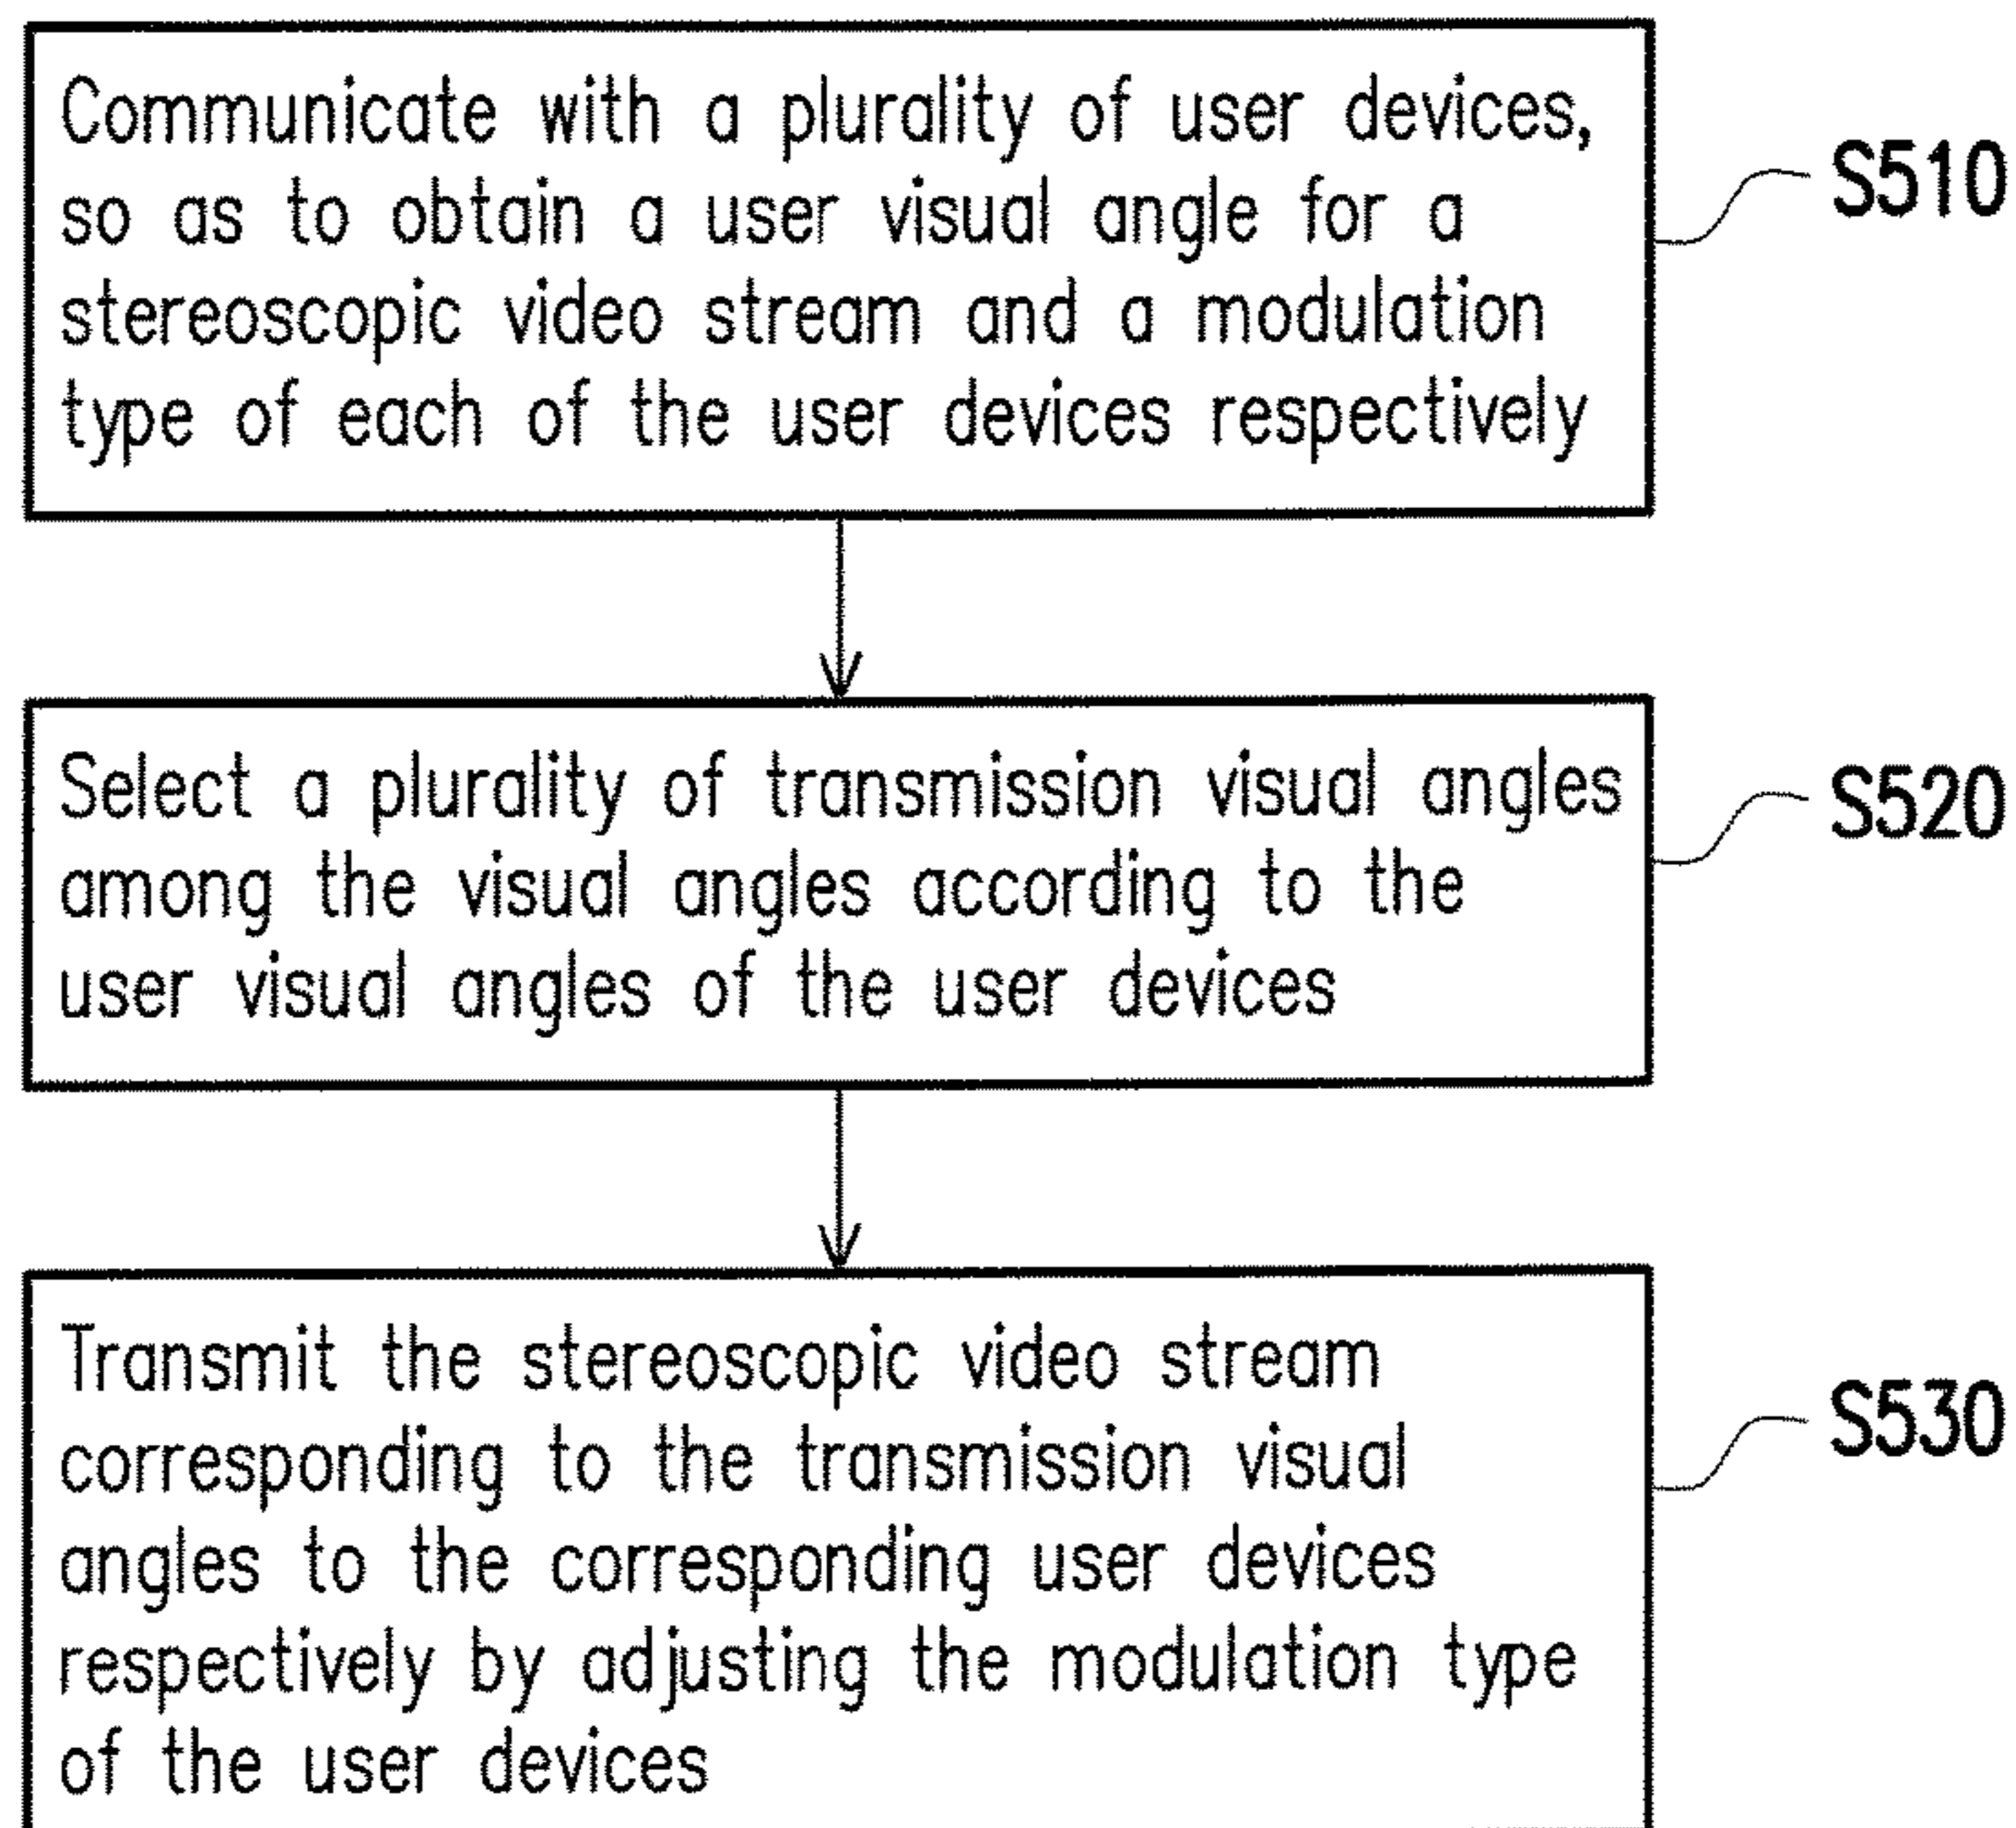 Communicate with a plurality of user devices,
so as to obtain a user visual angle for a
stereoscopic video stream and a modulation
type of each of the user devices respectively
S510
Select a plurality of transmission visual angles
among the visual angles according to the
user visual angles of the user devices
S520
Transmit the stereoscopic video stream
corresponding to the transmission visual
angles to the corresponding user devices
respectively by adjusting the modulation type
of the user devices
S530